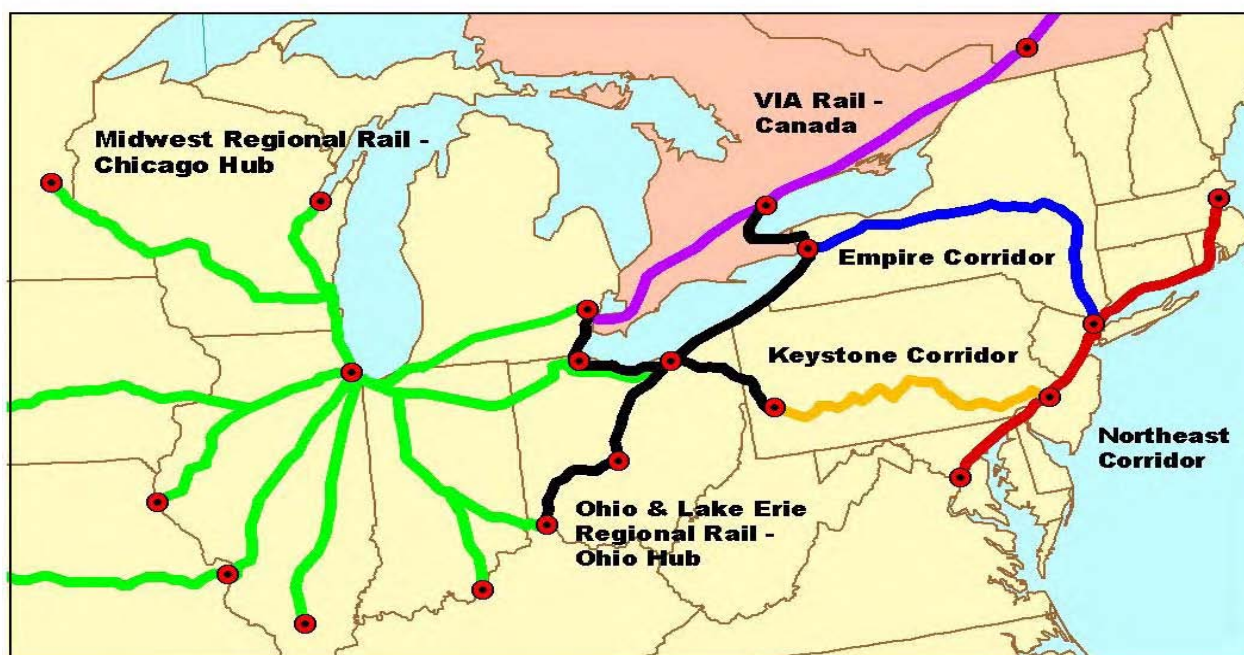 VIA Rail -
Canada
Midwest Regional Rail -
Chicago Hub
Empire Corridor
Keystone Corridor
Northeast
Corridor
Ohio & Lake Erie
Regional Rail -
Ohio Hub